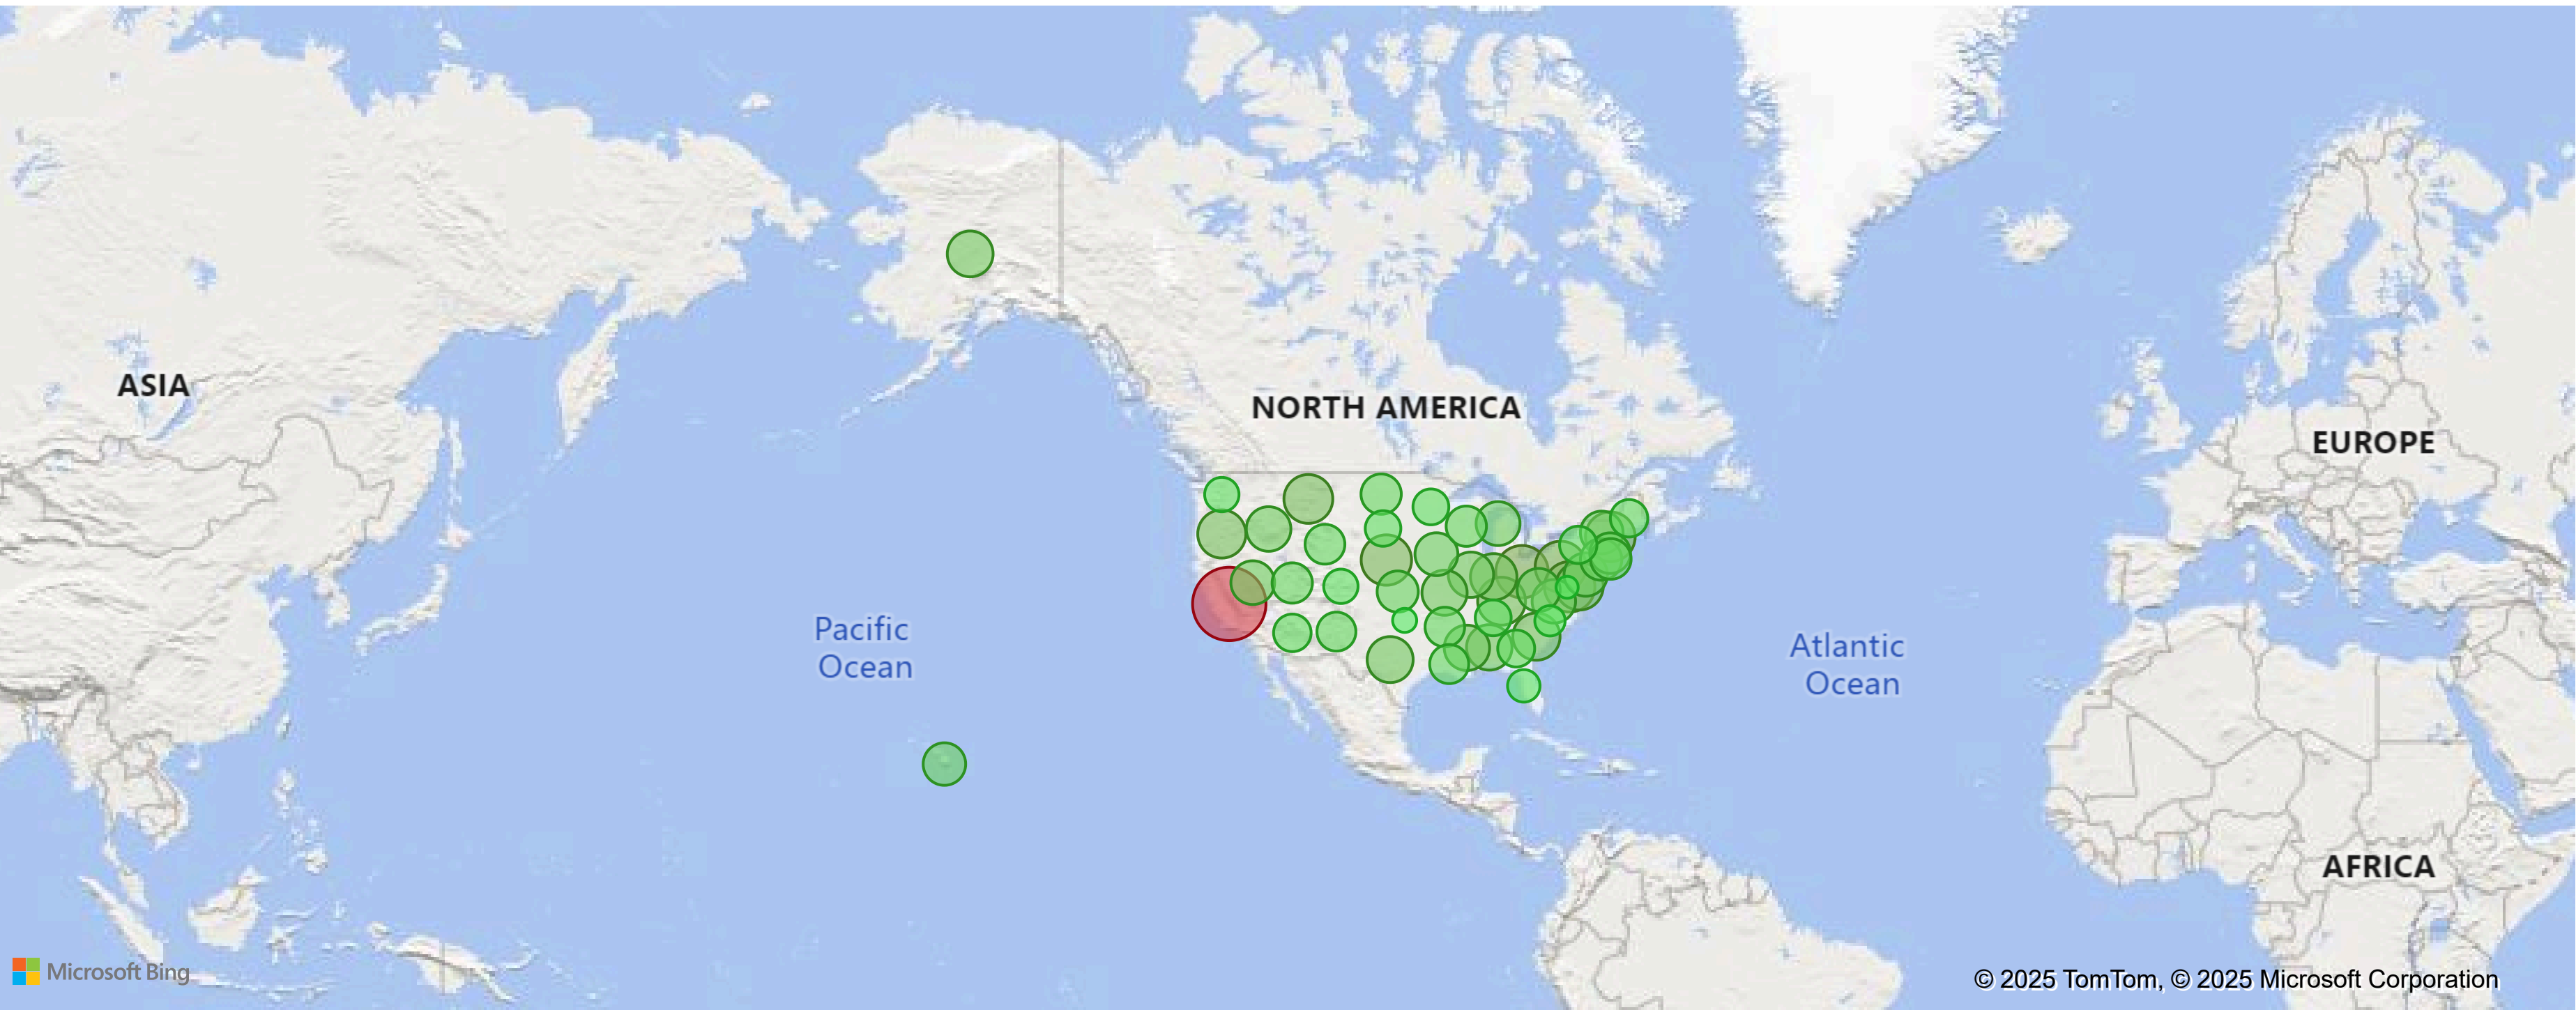 ASIA
NORTH AMERICA
EUROPE
Pacific
Ocean
Atlantic
Ocean
AFRICA
Microsoft Bing
© 2025 TomTom, © 2025 Microsoft Corporation